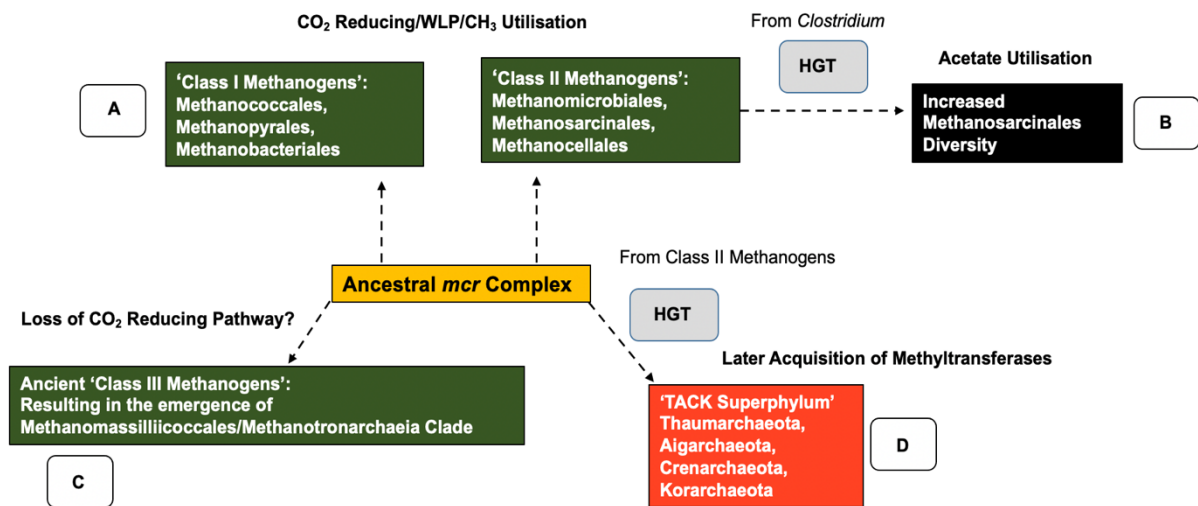 CO₂ Reducing/WLP/CH₃ Utilisation
From Clostridium
HGT
Acetate Utilisation
A
‘Class I Methanogens’:
Methanococcales,
Methanopyrales,
Methanobacteriales
‘Class II Methanogens’:
Methanomicrobiales,
Methanosarcinales,
Methanocellales
Increased
Methanosarcinales
Diversity
B
Ancestral mcr Complex
From Class II Methanogens
HGT
Loss of CO₂ Reducing Pathway?
Later Acquisition of Methyltransferases
Ancient ‘Class III Methanogens’:
Resulting in the emergence of
Methanomassilliicoccales/Methanotronarchaeia Clade
C
‘TACK Superphylum’
Thaumarchaeota,
Aigarchaeota,
Crenarchaeota,
Korarchaeota
D